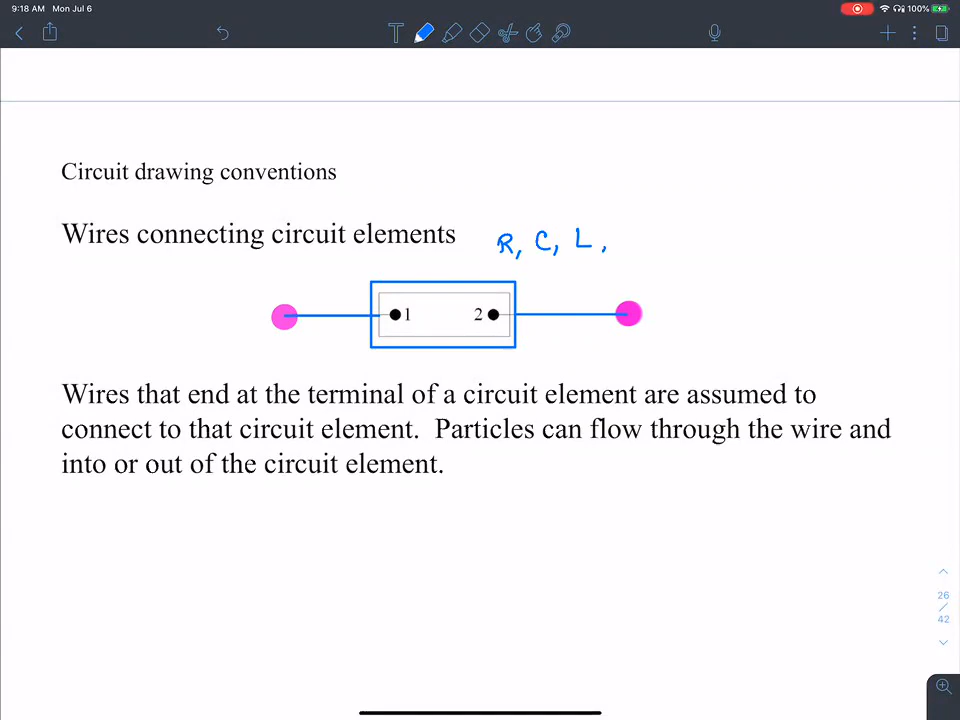 9:18 AM Mon Jul 6
100%
T
Circuit drawing conventions
Wires connecting circuit elements R, C, L,
1 2
Wires that end at the terminal of a circuit element are assumed to
connect to that circuit element. Particles can flow through the wire and
into or out of the circuit element.
26
/
42